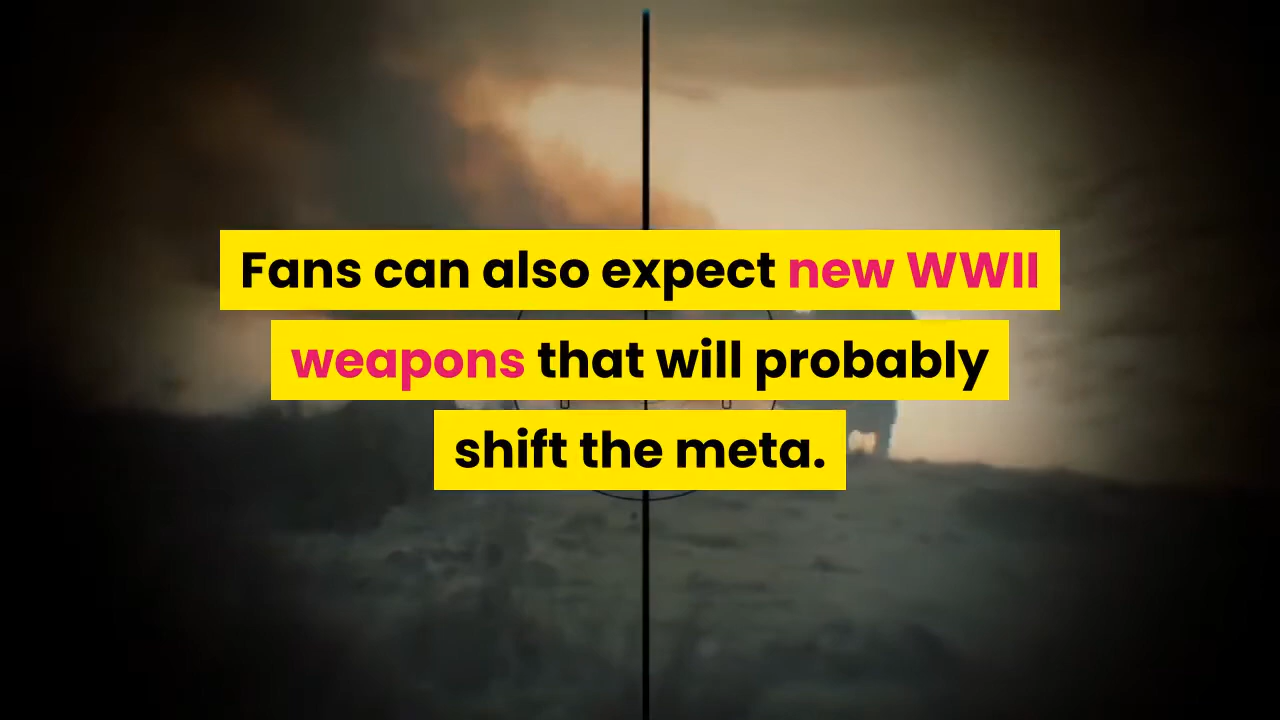 Fans can also expect new WWII
weapons that will probably
shift the meta.